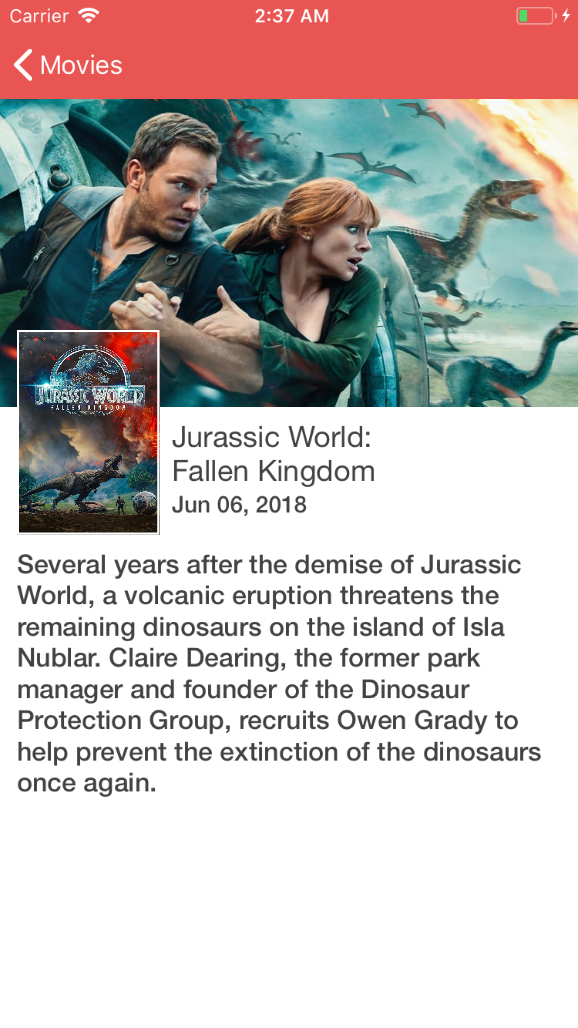 Carrier
2:37 AM
Movies
JURASSIC WORLD
FALLEN KINGDOM
Jurassic World:
Fallen Kingdom
Jun 06, 2018
Several years after the demise of Jurassic
World, a volcanic eruption threatens the
remaining dinosaurs on the island of Isla
Nublar. Claire Dearing, the former park
manager and founder of the Dinosaur
Protection Group, recruits Owen Grady to
help prevent the extinction of the dinosaurs
once again.